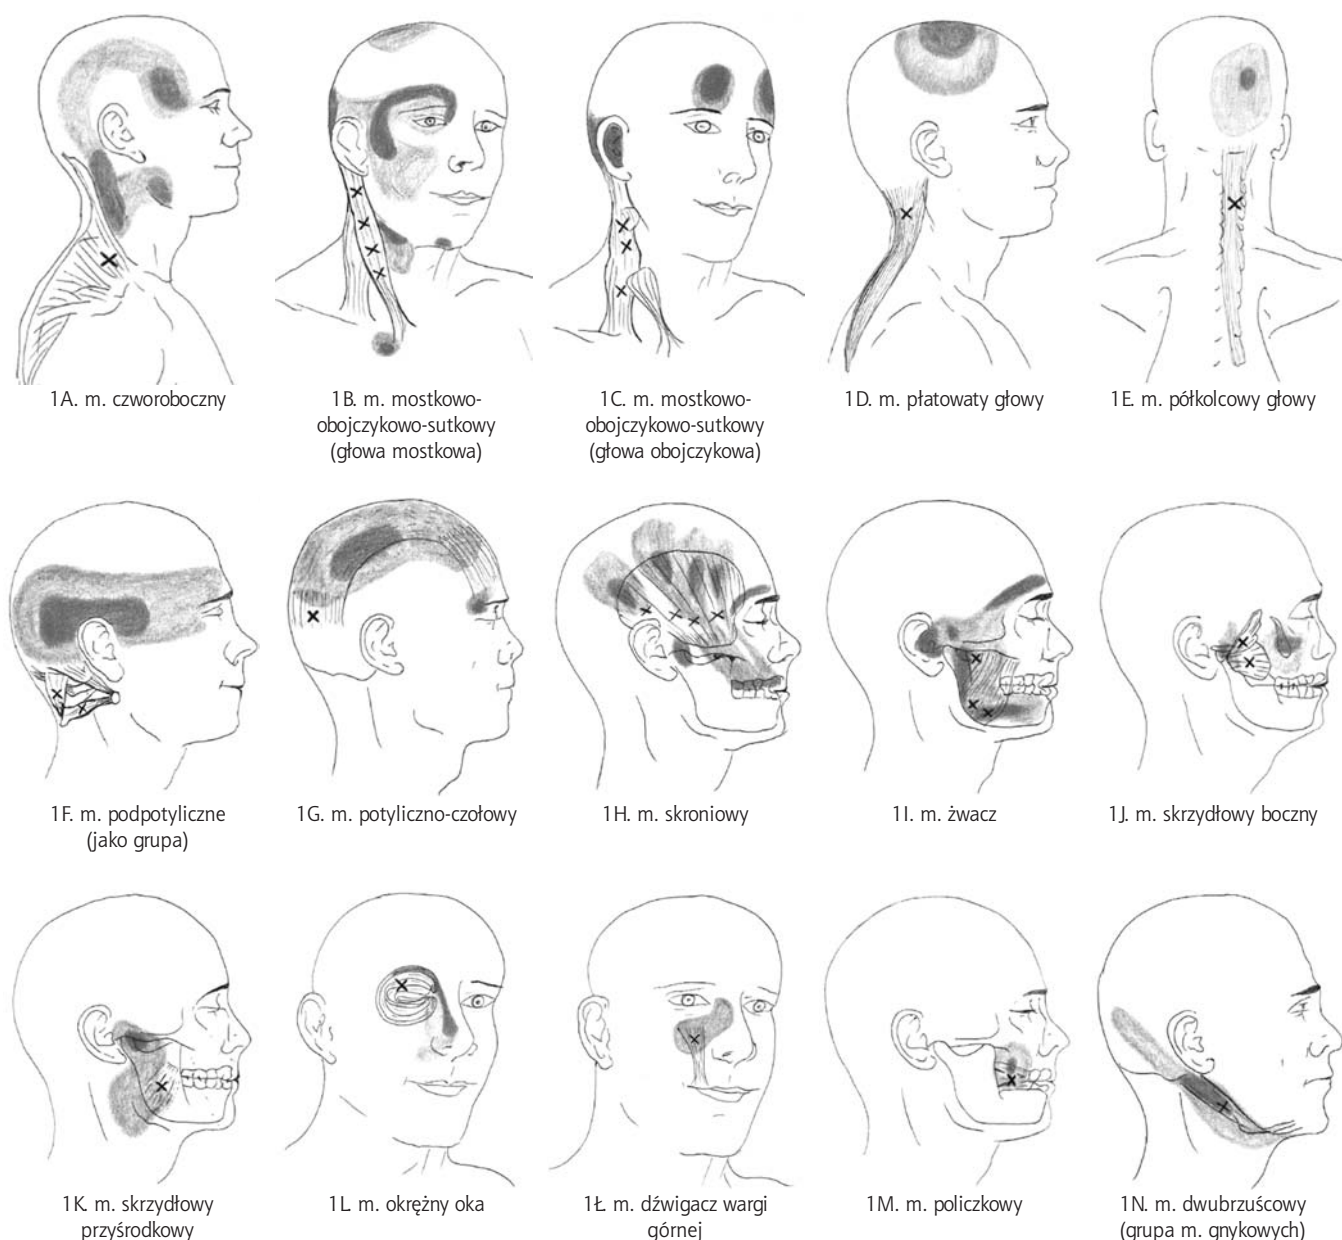 1A. m. czworoboczny
1B. m. mostkowo-
obojczykowo-sutkowy
(głowa mostkowa)
1C. m. mostkowo-
obojczykowo-sutkowy
(głowa obojczykowa)
1D. m. płatowaty głowy
1E. m. półkolcowy głowy
1F. m. podpotyliczne
(jako grupa)
1G. m. potyliczno-czołowy
1H. m. skroniowy
1I. m. żwacz
1J. m. skrzydłowy boczny
1K. m. skrzydłowy
przyśrodkowy
1L. m. okrężny oka
1Ł. m. dźwigacz wargi
górnej
1M. m. policzkowy
1N. m. dwubrzuścowy
(grupa m. gnykowych)